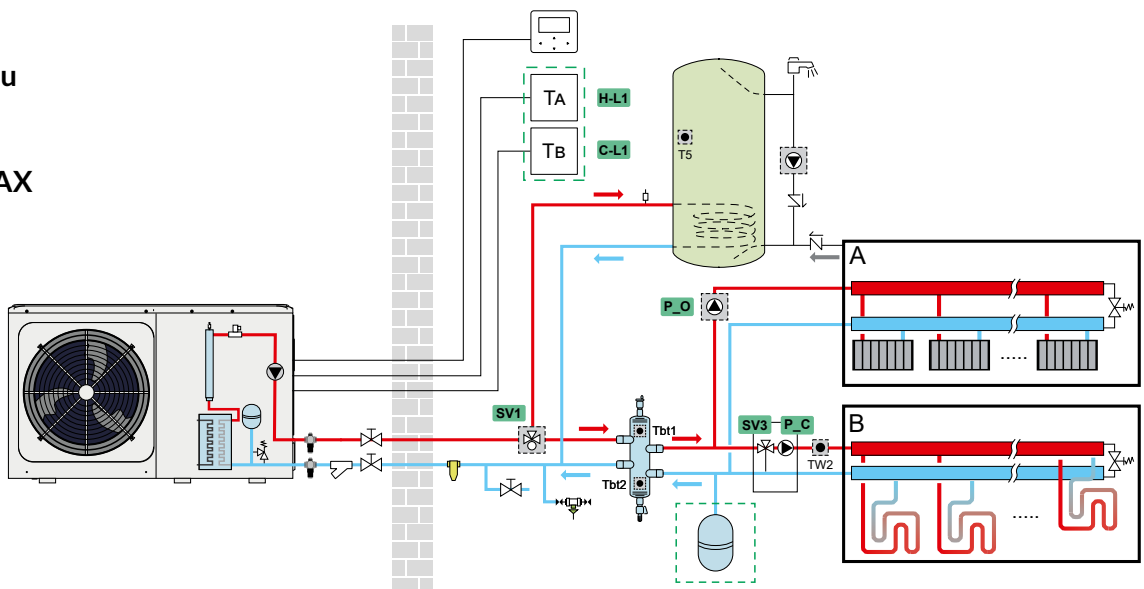 u
AX
TA
H-L1
TB
C-L1
T5
A
P_O
SV1
Tbt1
SV3
P_C
TW2
Tbt2
B
.....
.....